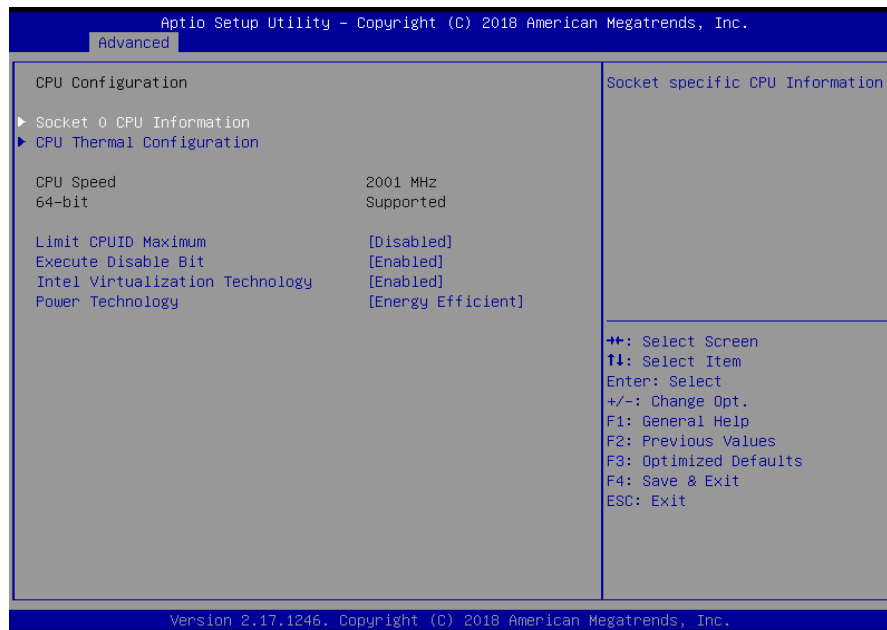 Aptio Setup Utility – Copyright (C) 2018 American Megatrends, Inc.
Advanced
CPU Configuration
Socket specific CPU Information
Socket 0 CPU Information
CPU Thermal Configuration
CPU Speed 2001 MHz
64-bit Supported
Limit CPUID Maximum [Disabled]
Execute Disable Bit [Enabled]
Intel Virtualization Technology [Enabled]
Power Technology [Energy Efficient]
→←: Select Screen
↑↓: Select Item
Enter: Select
+/-: Change Opt.
F1: General Help
F2: Previous Values
F3: Optimized Defaults
F4: Save & Exit
ESC: Exit
Version 2.17.1246. Copyright (C) 2018 American Megatrends, Inc.